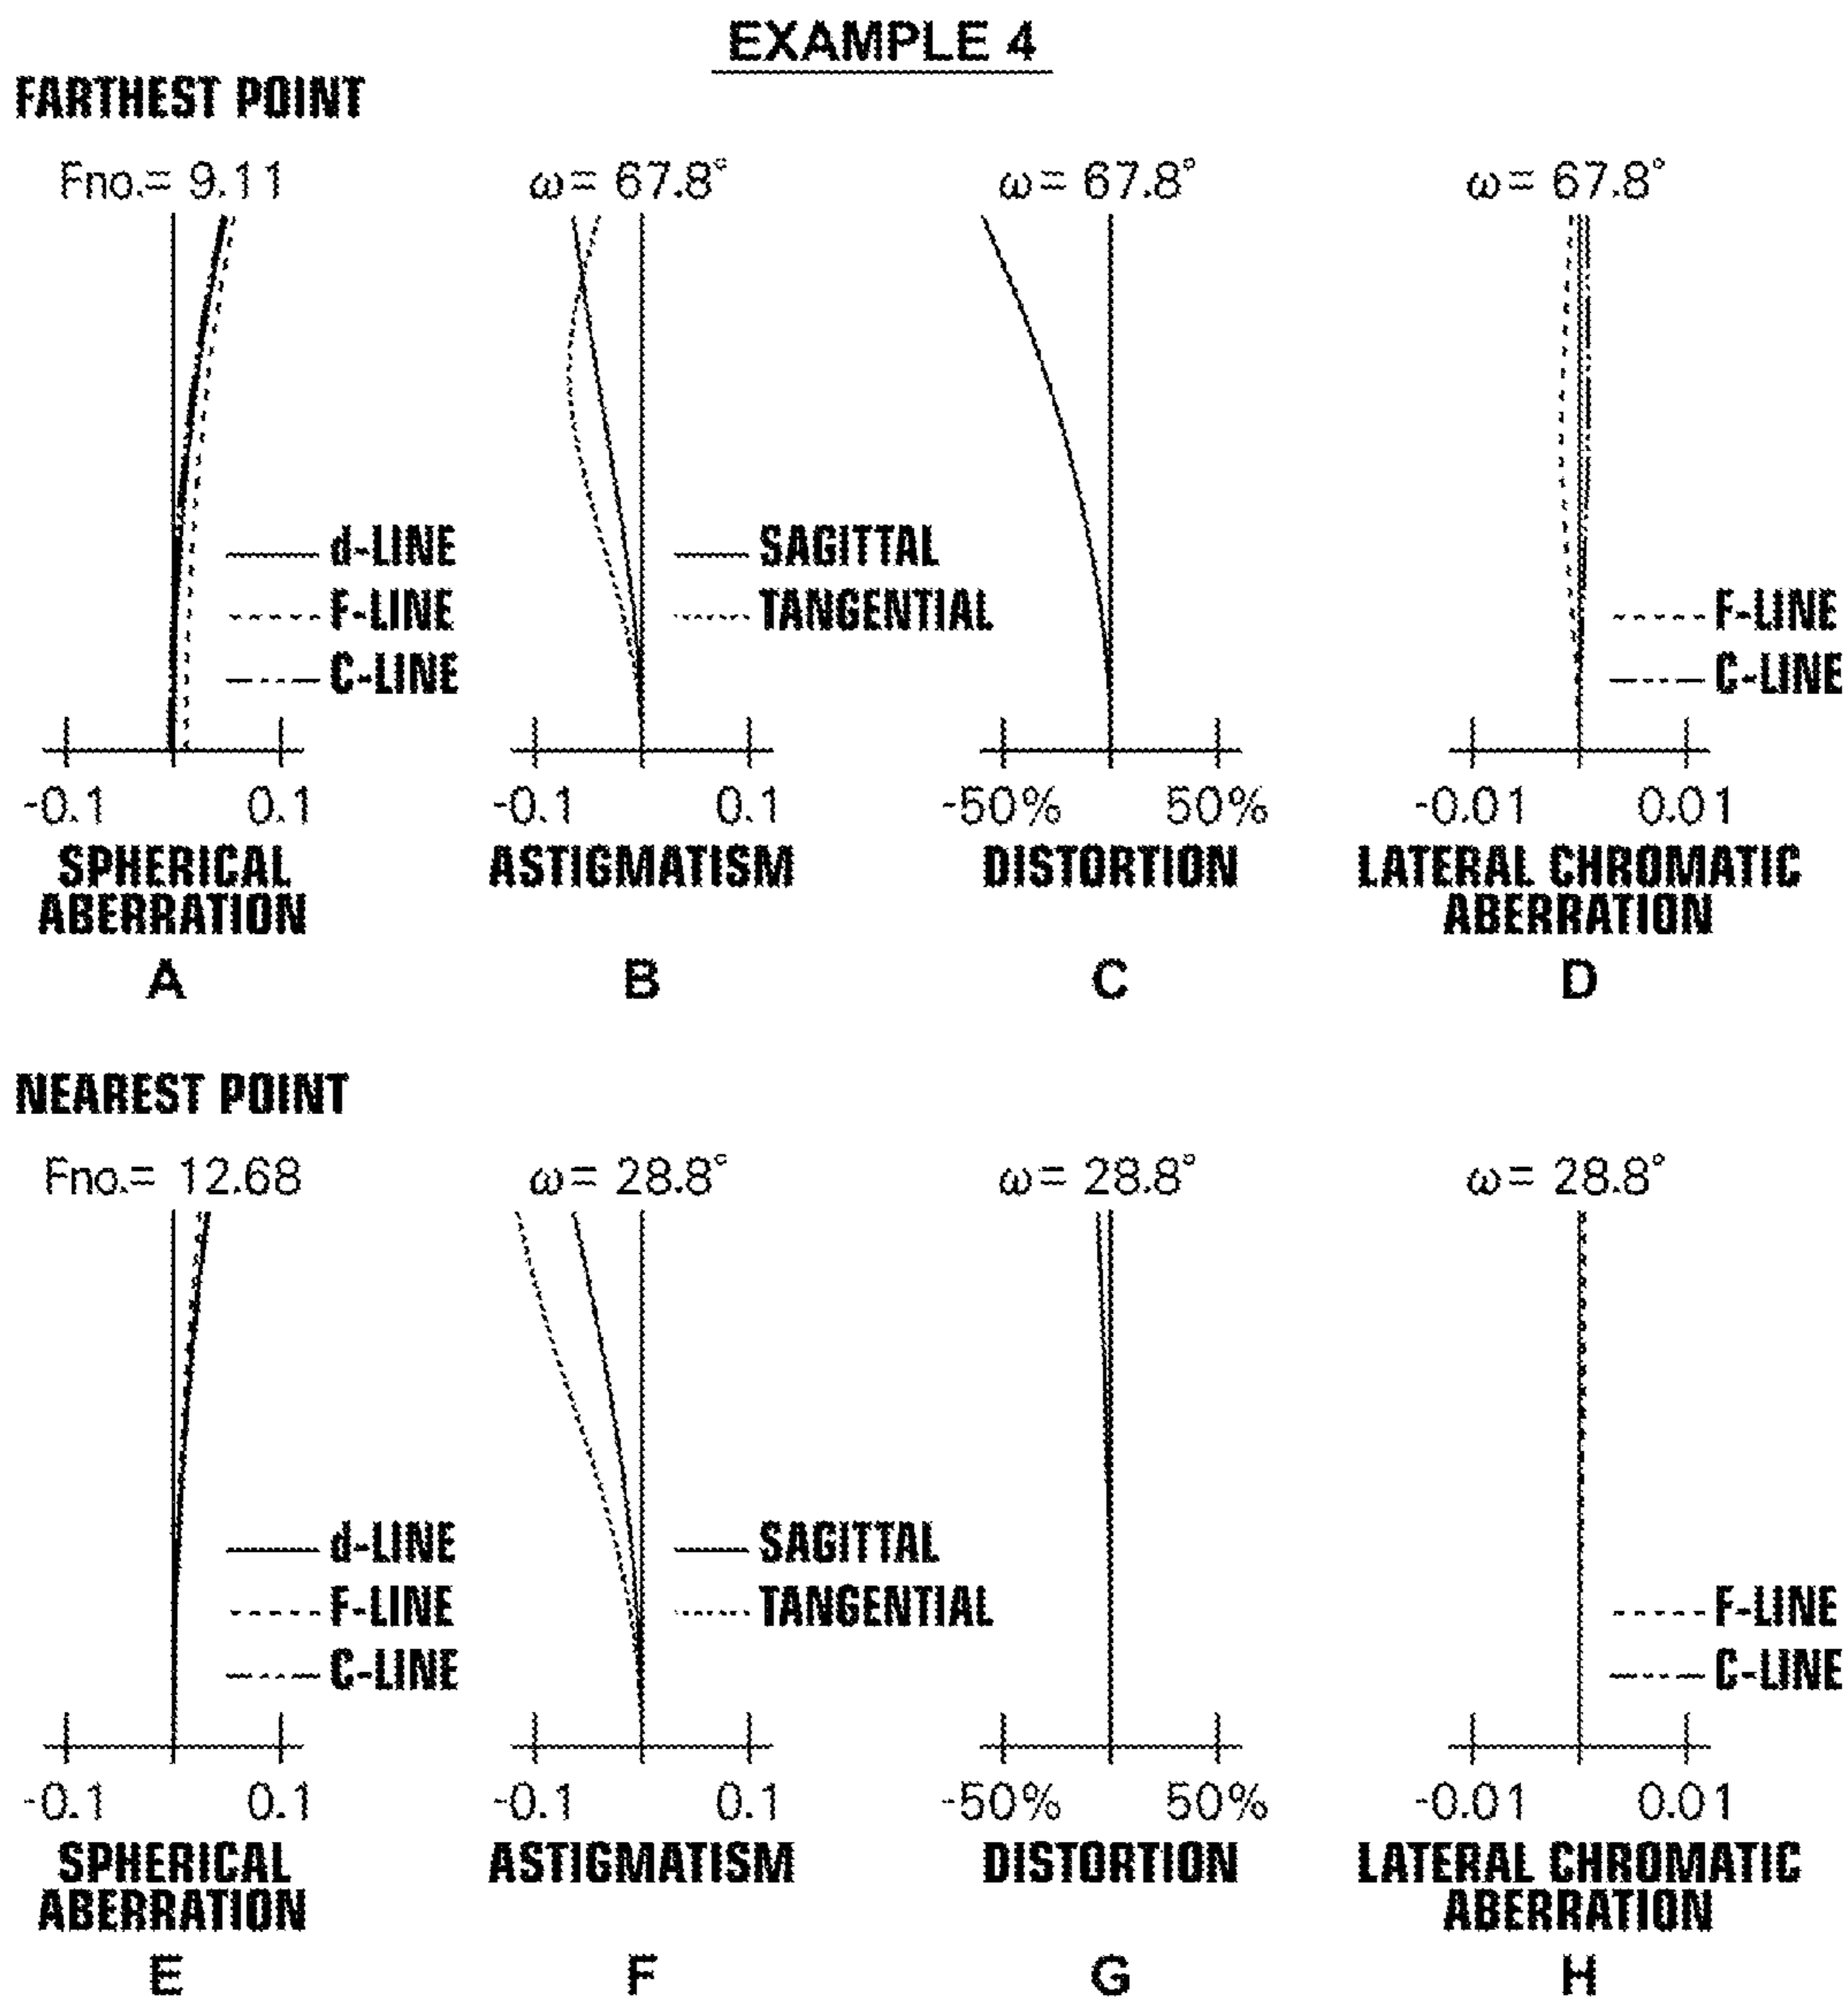 EXAMPLE 4
FARTHEST POINT
Fno.= 9.11
d-LINE
F-LINE
C-LINE
-0.1 0.1
SPHERICAL
ABERRATION
A
ω= 67.8°
SAGITTAL
TANGENTIAL
-0.1 0.1
ASTIGMATISM
B
ω= 67.8°
-50% 50%
DISTORTION
C
ω= 67.8°
F-LINE
C-LINE
-0.01 0.01
LATERAL CHROMATIC
ABERRATION
D
NEAREST POINT
Fno.= 12.68
d-LINE
F-LINE
C-LINE
-0.1 0.1
SPHERICAL
ABERRATION
E
ω= 28.8°
SAGITTAL
TANGENTIAL
-0.1 0.1
ASTIGMATISM
F
ω= 28.8°
-50% 50%
DISTORTION
G
ω= 28.8°
F-LINE
C-LINE
-0.01 0.01
LATERAL CHROMATIC
ABERRATION
H